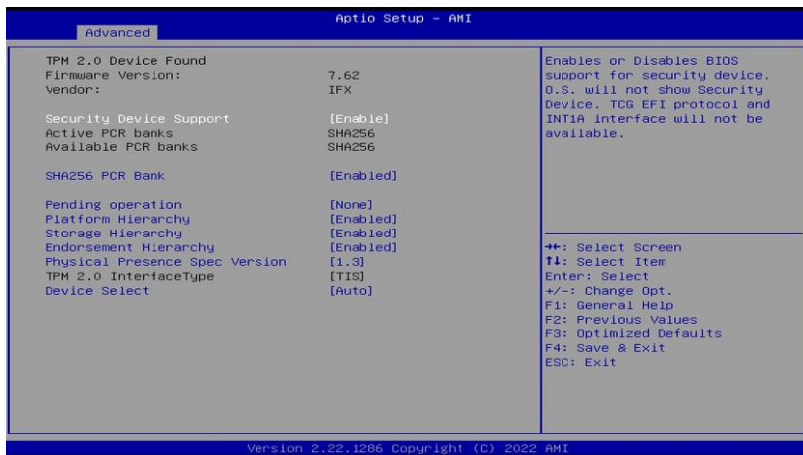 Aptio Setup - AMI
Advanced
TPM 2.0 Device Found
Firmware Version: 7.62
Vendor: IFX
Security Device Support [Enable]
Active PCR banks SHA256
Available PCR banks SHA256
SHA256 PCR Bank [Enabled]
Pending operation [None]
Platform Hierarchy [Enabled]
Storage Hierarchy [Enabled]
Endorsement Hierarchy [Enabled]
Physical Presence Spec Version [1.3]
TPM 2.0 InterfaceType [TIS]
Device Select [Auto]
Enables or Disables BIOS
support for security device.
O.S. will not show Security
Device. TCG EFI protocol and
INT1A interface will not be
available.
→←: Select Screen
↑↓: Select Item
Enter: Select
+/-: Change Opt.
F1: General Help
F2: Previous Values
F3: Optimized Defaults
F4: Save & Exit
ESC: Exit
Version 2.22.1286 Copyright (C) 2022 AMI